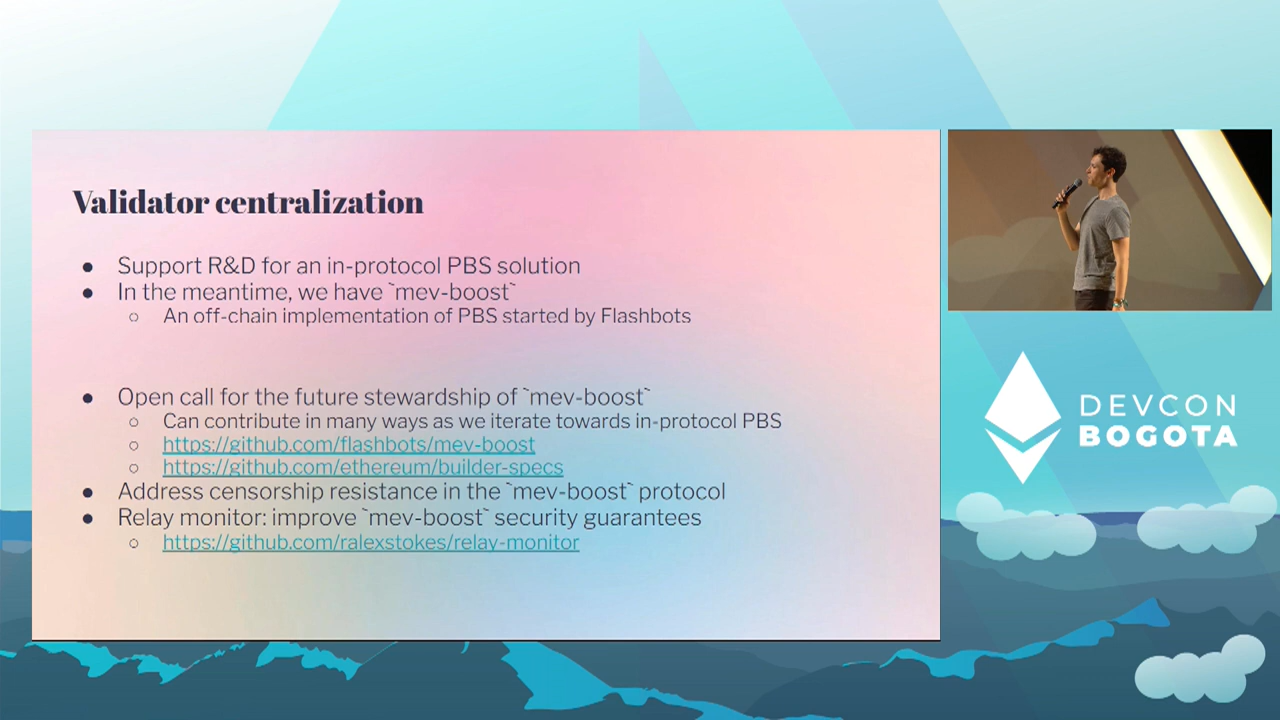 Validator centralization
● Support R&D for an in-protocol PBS solution
● In the meantime, we have `mev-boost`
○ An off-chain implementation of PBS started by Flashbots
● Open call for the future stewardship of `mev-boost`
○ Can contribute in many ways as we iterate towards in-protocol PBS
○ https://github.com/flashbots/mev-boost
○ https://github.com/ethereum/builder-specs
● Address censorship resistance in the `mev-boost` protocol
● Relay monitor: improve `mev-boost` security guarantees
○ https://github.com/ralexstokes/relay-monitor
DEVCON
BOGOTA